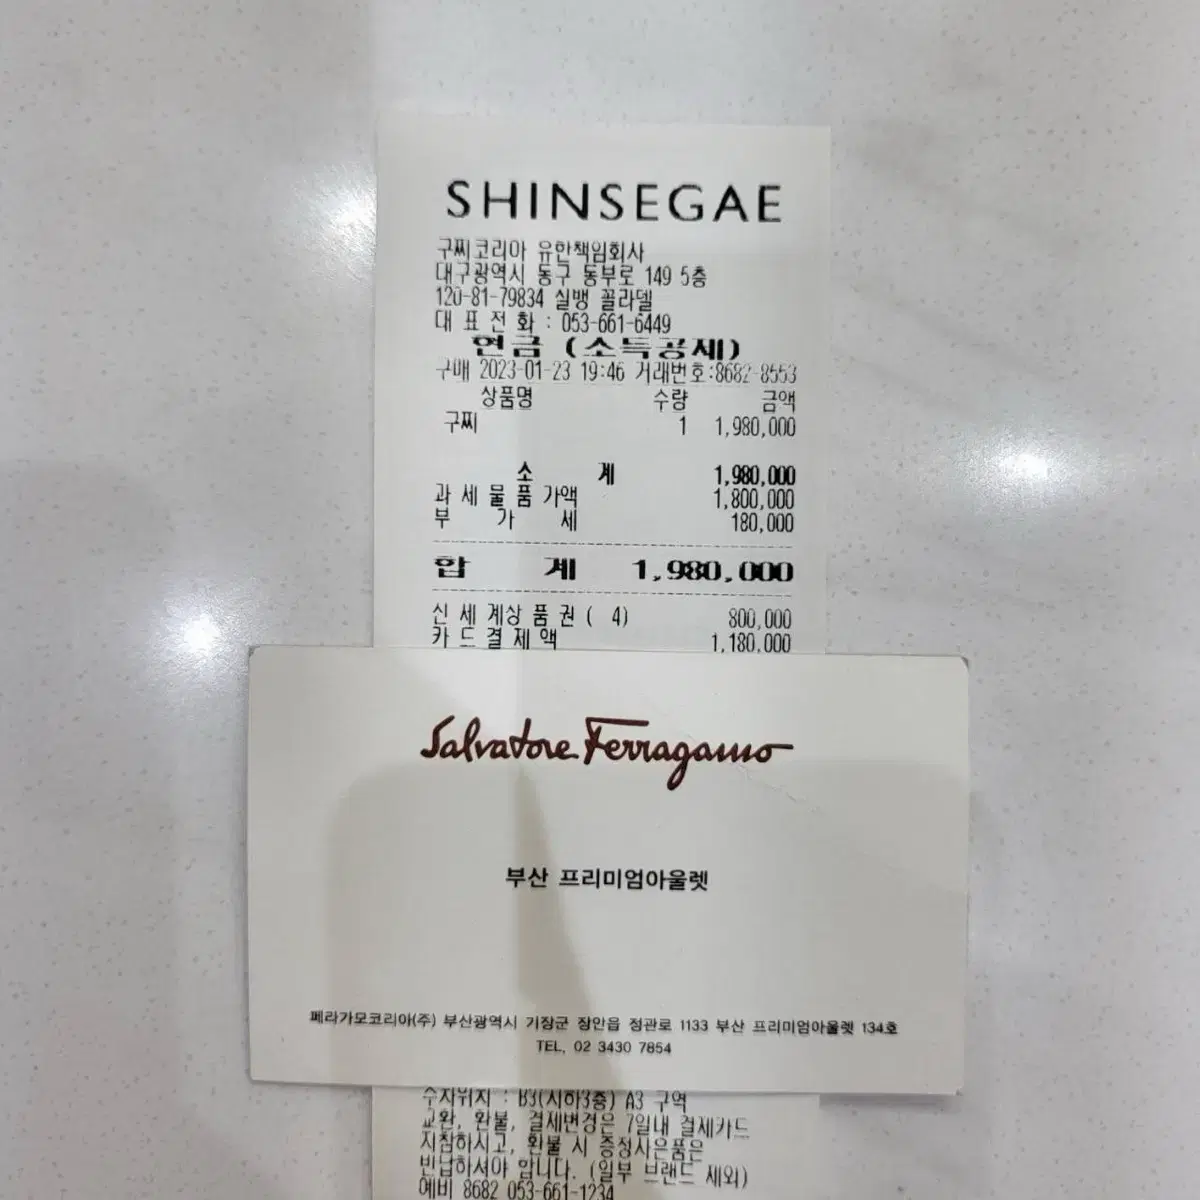 SHINSEGAE
구찌코리아 유한책임회사
대구광역시 동구 동부로 149 5층
120-81-79834 실뱅 꼴라델
대 표 전 화 : 053-661-6449
현금 (소득공제)
구매 2023-01-23 19:46 거래번호:8682-8553
상품명 수량 금액
구찌 1 1,980,000
소 계 1,980,000
과 세 물 품 가액 1,800,000
부 가 세 180,000
합 계 1,980,000
신 세 계상 품 권 ( 4) 800,000
카 드 결 제 액 1,180,000
Salvatore Ferragamo
부산 프리미엄아울렛
페라가모코리아(주) 부산광역시 기장군 장안읍 정관로 1133 부산 프리미엄아울렛 134호
TEL, 02 3430 7854
: B3(지하3층) A3 구역
교환, 환불, 결제변경은 7일내 결제카드
지참하시고, 환불 시 증정사은품은
반납하셔야 합니다. (일부 브랜드 제외)
예비 8682 053-661-1234